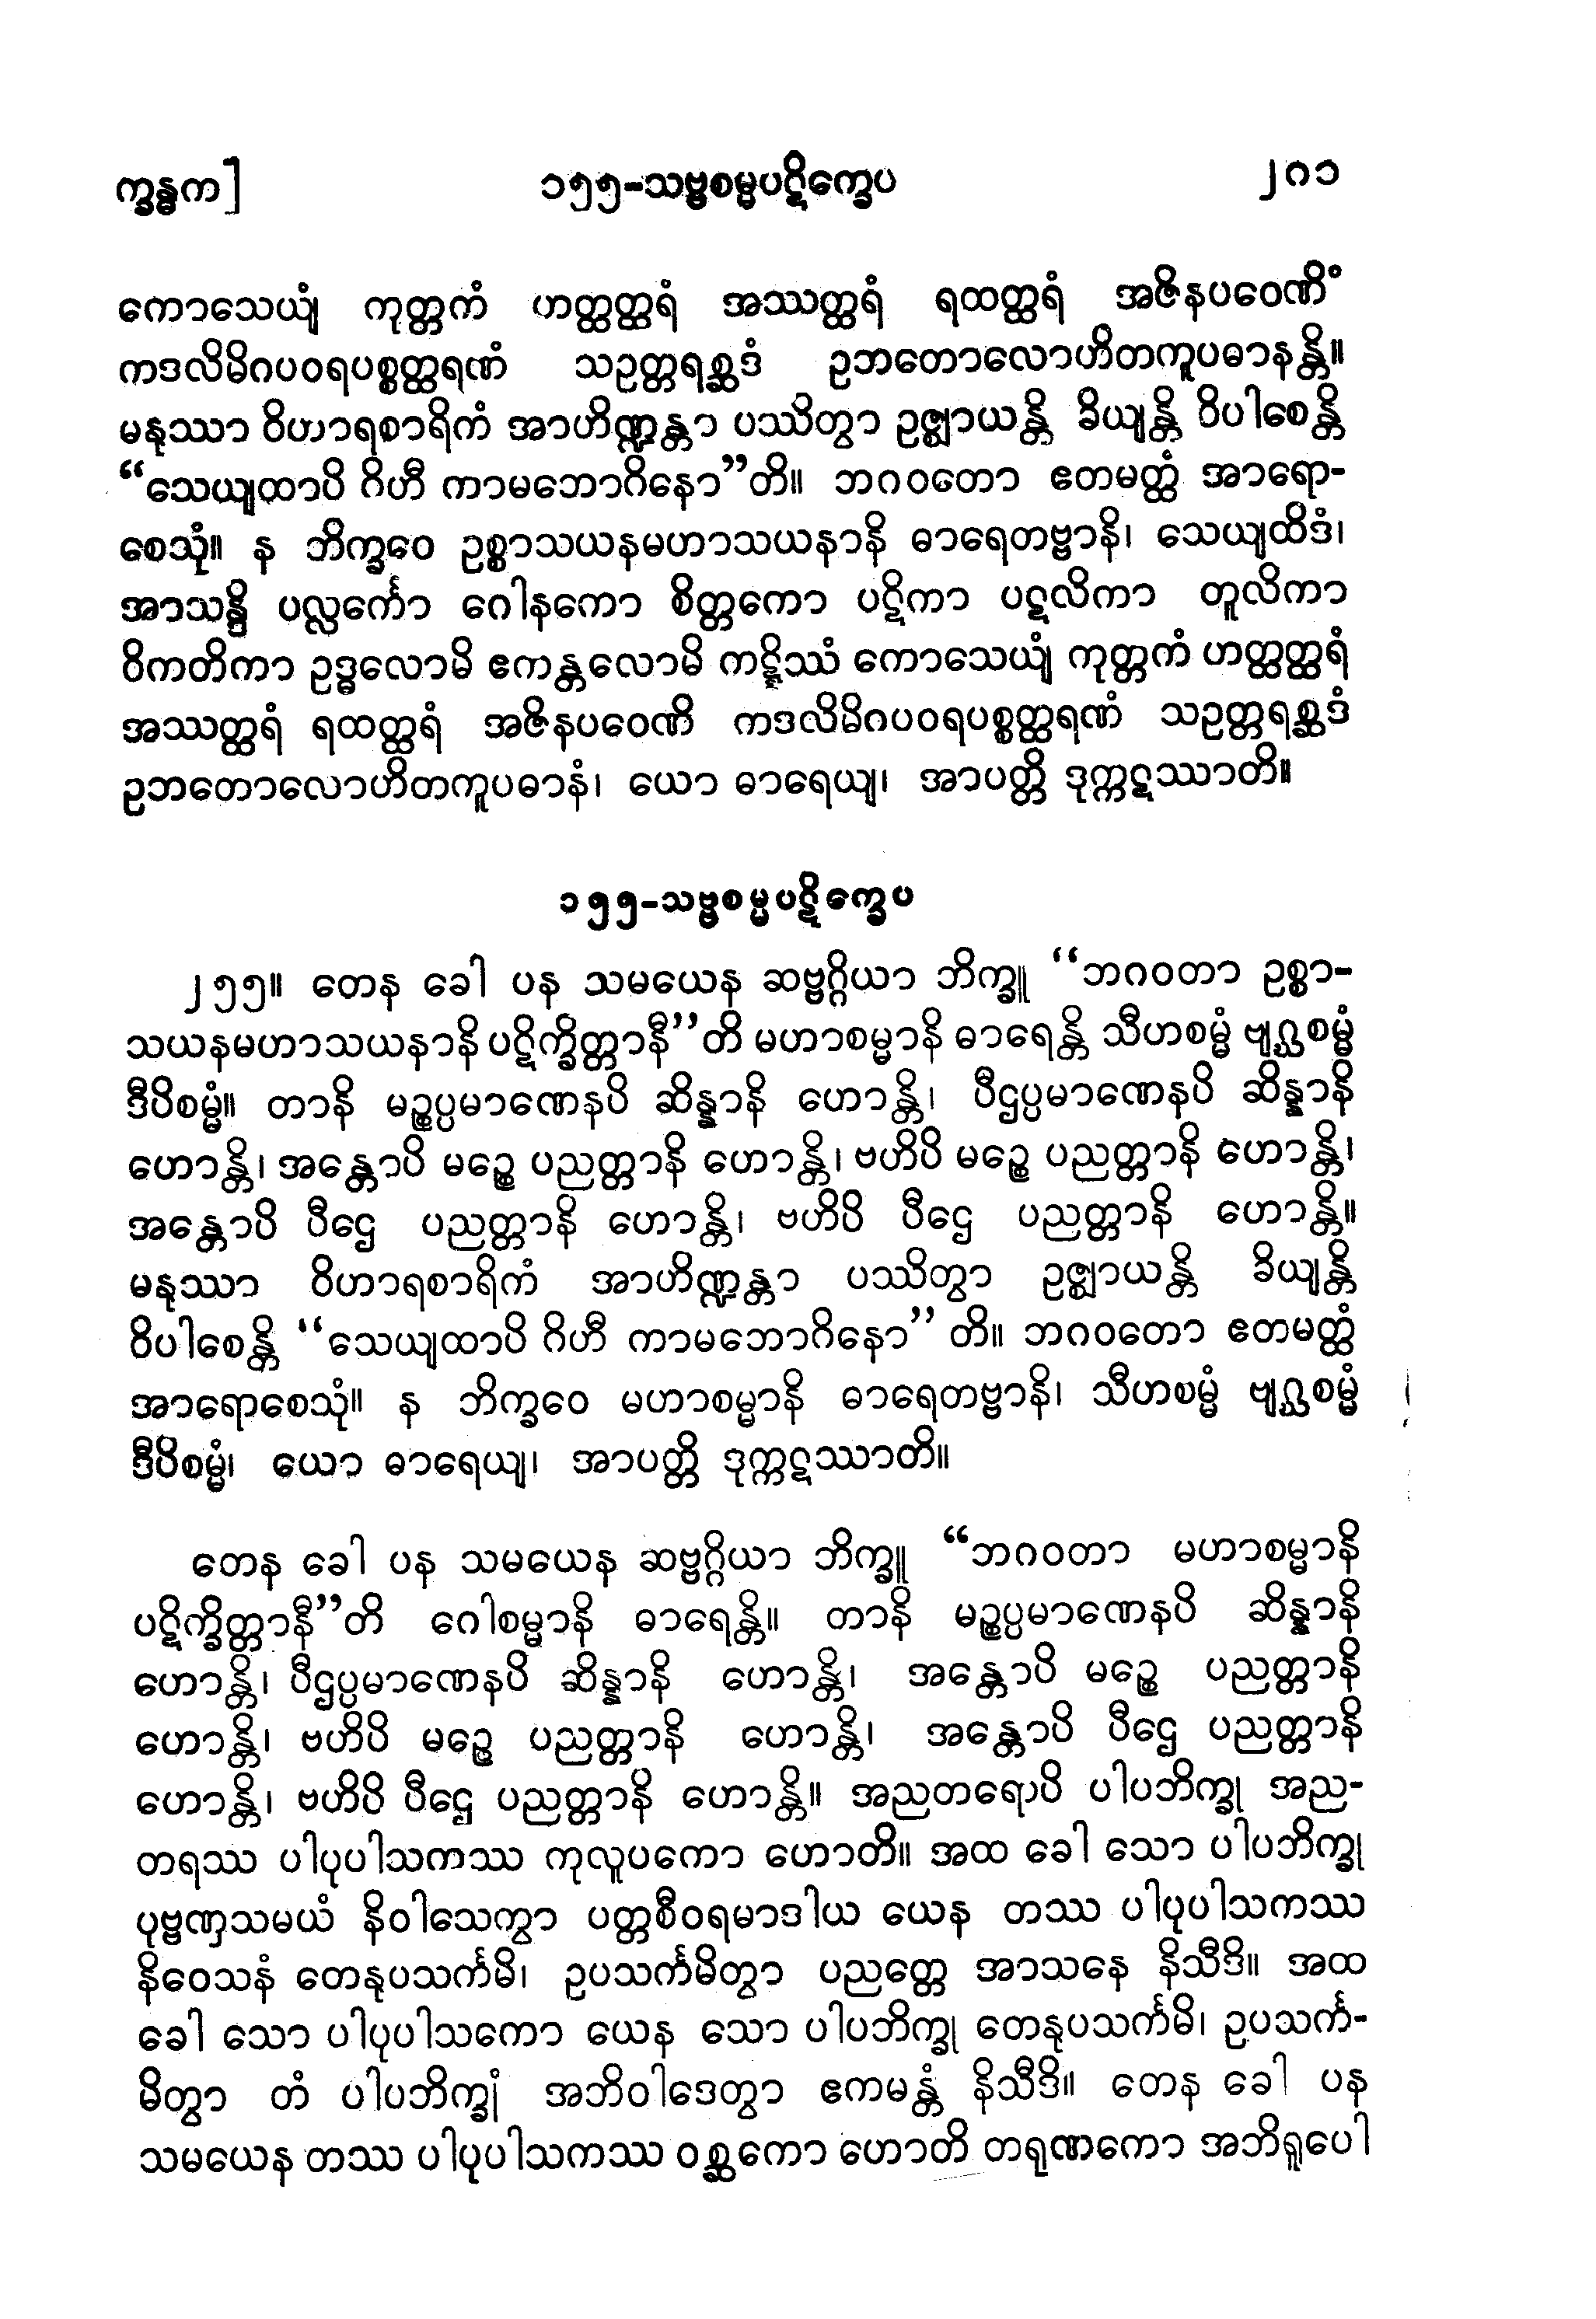 က္ခန္ဓက]
၁၅၅-သဗ္ဗစမ္မပဋိက္ခေပ
၂၈၁
ကောသေယျံ ကုတ္တကံ ဟတ္ထတ္ထရံ အဿတ္ထရံ ရထတ္ထရံ အဇိနပဝေဏိံ
ကဒလိမိဂပဝရပစ္စတ္ထရဏံ သဥတ္တရစ္ဆဒံ ဥဘတောလောဟိတကူပဓာနန္တိ။
မနုဿာ ဝိဟာရစာရိကံ အာဟိဏ္ဍန္တာ ပဿိတွာ ဥဇ္ဈာယန္တိ ခိယျန္တိ ဝိပါစေန္တိ
“သေယျထာပိ ဂိဟီ ကာမဘောဂိနော”တိ။ ဘဂဝတော ဧတမတ္ထံ အာရော-
စေသုံ။ န ဘိက္ခဝေ ဥစ္စာသယနမဟာသယနာနိ ဓာရေတဗ္ဗာနိ၊ သေယျထိဒံ၊
အာသန္ဒိ ပလ္လင်္ကော ဂေါနကော စိတ္တကော ပဋိကာ ပဋလိကာ တူလိကာ
ဝိကတိကာ ဥဒ္ဓလောမိ ဧကန္တလောမိ ကဋ္ဋိဿံ ကောသေယျံ ကုတ္တကံ ဟတ္ထတ္ထရံ
အဿတ္ထရံ ရထတ္ထရံ အဇိနပဝေဏိ ကဒလိမိဂပဝရပစ္စတ္ထရဏံ သဥတ္တရစ္ဆဒံ
ဥဘတောလောဟိတကူပဓာနံ၊ ယော ဓာရေယျ၊ အာပတ္တိ ဒုက္ကဋဿာတိ။
၁၅၅-သဗ္ဗစမ္မပဋိက္ခေပ
၂၅၅။ တေန ခေါ ပန သမယေန ဆဗ္ဗဂ္ဂိယာ ဘိက္ခူ “ဘဂဝတာ ဥစ္စာ-
သယနမဟာသယနာနိ ပဋိက္ခိတ္တာနီ”တိ မဟာစမ္မာနိ ဓာရေန္တိ သီဟစမ္မံ ဗျဂ္ဃစမ္မံ
ဒီပိစမ္မံ။ တာနိ မဉ္စပ္ပမာဏေနပိ ဆိန္နာနိ ဟောန္တိ၊ ပီဌပ္ပမာဏေနပိ ဆိန္နာနိ
ဟောန္တိ၊ အန္တောပိ မဉ္စေ ပညတ္တာနိ ဟောန္တိ၊ ဗဟိပိ မဉ္စေ ပညတ္တာနိ ဟောန္တိ၊
အန္တောပိ ပီဌေ ပညတ္တာနိ ဟောန္တိ၊ ဗဟိပိ ပီဌေ ပညတ္တာနိ ဟောန္တိ။
မနုဿာ ဝိဟာရစာရိကံ အာဟိဏ္ဍန္တာ ပဿိတွာ ဥဇ္ဈာယန္တိ ခိယျန္တိ
ဝိပါစေန္တိ “သေယျထာပိ ဂိဟီ ကာမဘောဂိနော” တိ။ ဘဂဝတော ဧတမတ္ထံ
အာရောစေသုံ။ န ဘိက္ခဝေ မဟာစမ္မာနိ ဓာရေတဗ္ဗာနိ၊ သီဟစမ္မံ ဗျဂ္ဃစမ္မံ
ဒီပိစမ္မံ၊ ယော ဓာရေယျ၊ အာပတ္တိ ဒုက္ကဋဿာတိ။
တေန ခေါ ပန သမယေန ဆဗ္ဗဂ္ဂိယာ ဘိက္ခူ “ဘဂဝတာ မဟာစမ္မာနိ
ပဋိက္ခိတ္တာနီ”တိ ဂေါစမ္မာနိ ဓာရေန္တိ။ တာနိ မဉ္စပ္ပမာဏေနပိ ဆိန္နာနိ
ဟောန္တိ၊ ပီဌပ္ပမာဏေနပိ ဆိန္နာနိ ဟောန္တိ၊ အန္တောပိ မဉ္စေ ပညတ္တာနိ
ဟောန္တိ၊ ဗဟိပိ မဉ္စေ ပညတ္တာနိ ဟောန္တိ၊ အန္တောပိ ပီဌေ ပညတ္တာနိ
ဟောန္တိ၊ ဗဟိပိ ပီဌေ ပညတ္တာနိ ဟောန္တိ။ အညတရောပိ ပါပဘိက္ခု အည-
တရဿ ပါပုပါသကဿ ကုလူပကော ဟောတိ။ အထ ခေါ သော ပါပဘိက္ခု
ပုဗ္ဗဏှသမယံ နိဝါသေတွာ ပတ္တစီဝရမာဒါယ ယေန တဿ ပါပုပါသကဿ
နိဝေသနံ တေနုပသင်္ကမိ၊ ဥပသင်္ကမိတွာ ပညတ္တေ အာသနေ နိသီဒိ။ အထ
ခေါ သော ပါပုပါသကော ယေန သော ပါပဘိက္ခု တေနုပသင်္ကမိ၊ ဥပသင်္က-
မိတွာ တံ ပါပဘိက္ခုံ အဘိဝါဒေတွာ ဧကမန္တံ နိသီဒိ။ တေန ခေါ ပန
သမယေန တဿ ပါပုပါသကဿ ဝစ္ဆကော ဟောတိ တရုဏကော အဘိရူပေါ